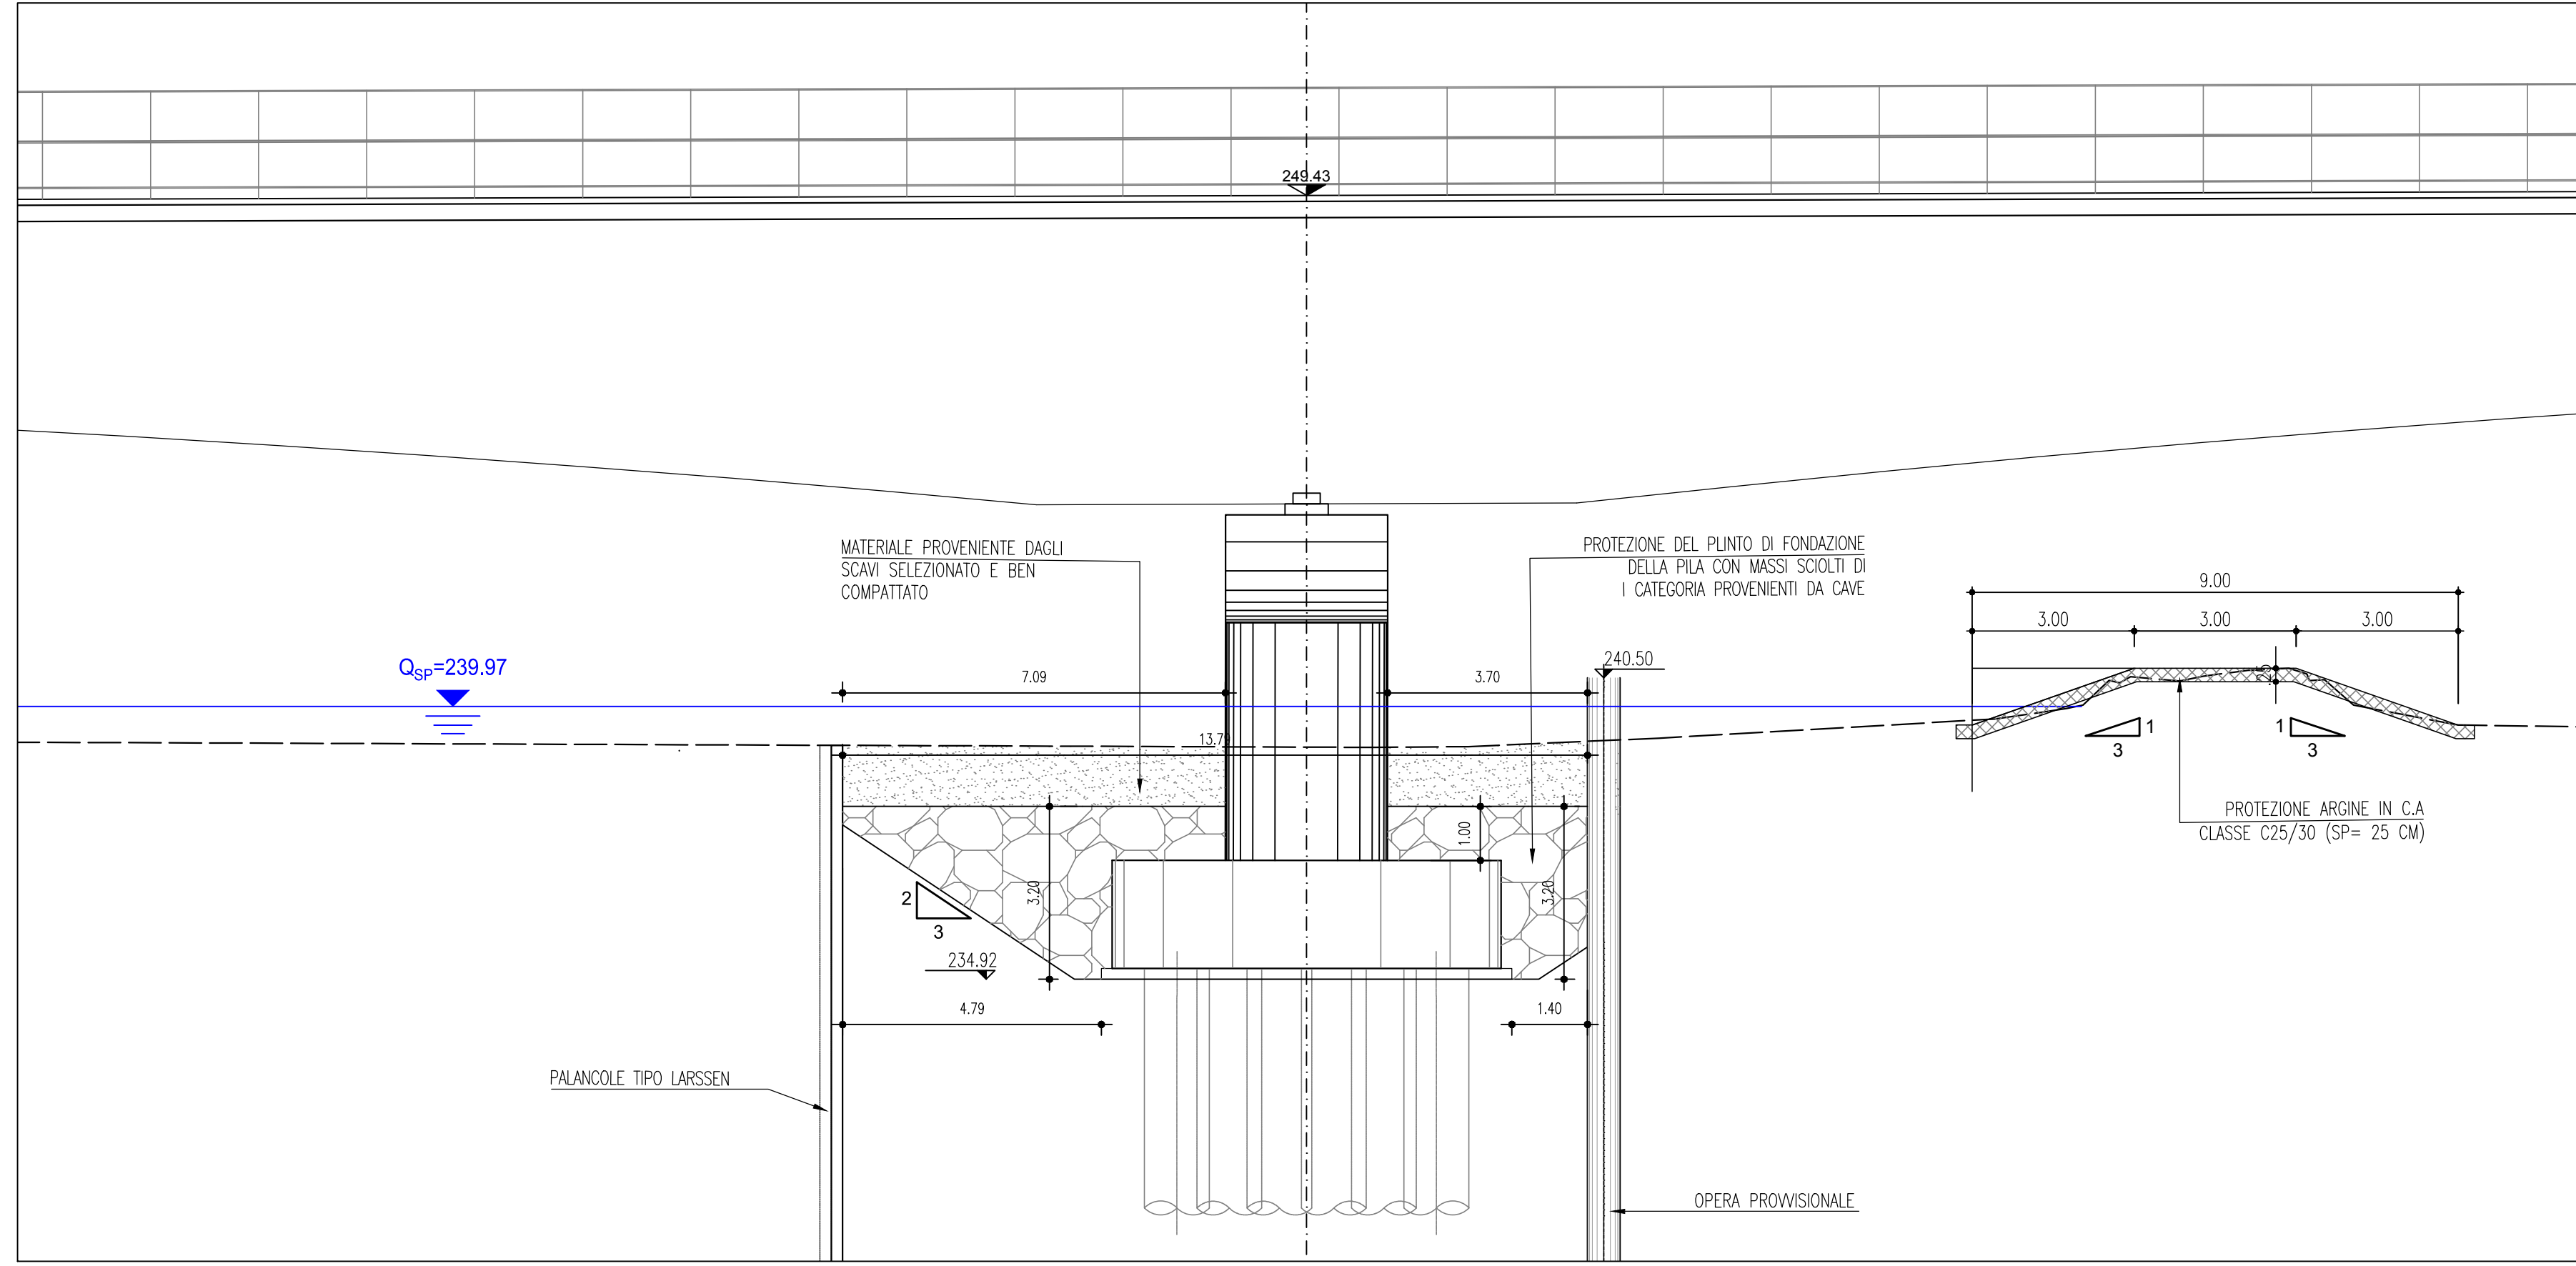 249.43
MATERIALE PROVENIENTE DAGLI
SCAVI SELEZIONATO E BEN
COMPATTATO
PROTEZIONE DEL PLINTO DI FONDAZIONE
DELLA PILA CON MASSI SCIOLTI DI
I CATEGORIA PROVENIENTI DA CAVE
9.00
3.00
3.00
3.00
QSP=239.97
7.09
3.70
240.50
13.79
1
3
1
3
PROTEZIONE ARGINE IN C.A
CLASSE C25/30 (SP= 25 CM)
1.00
3.20
3.20
2
3
234.92
4.79
1.40
PALANCOLE TIPO LARSSEN
OPERA PROVVISIONALE